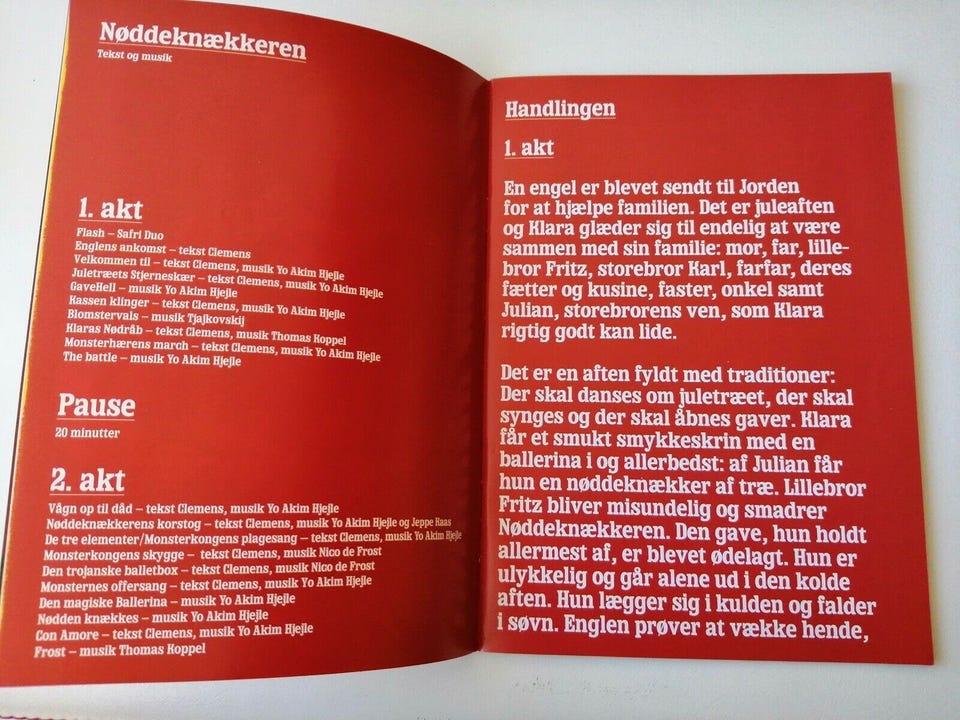 Nøddeknækkeren
Tekst og musik
1. akt
Flash – Safri Duo
Englens ankomst – tekst Clemens
Velkommen til – tekst Clemens, musik Yo Akim Hjejle
Juletræets Stjerneskær – tekst Clemens, musik Yo Akim Hjejle
GaveHell – musik Yo Akim Hjejle
Kassen klinger – tekst Clemens, musik Yo Akim Hjejle
Blomstervals – musik Tjajkovskij
Klaras Nødråb – tekst Clemens, musik Thomas Koppel
Monsterhærens march – tekst Clemens, musik Yo Akim Hjejle
The battle – musik Yo Akim Hjejle
Pause
20 minutter
2. akt
Vågn op til dåd – tekst Clemens, musik Yo Akim Hjejle
Nøddeknækkerens korstog – tekst Clemens, musik Yo Akim Hjejle og Jeppe Kaas
De tre elementer/Monsterkongens plagesang – tekst Clemens, musik Yo Akim Hjejle
Monsterkongens skygge – tekst Clemens, musik Nico de Frost
Den trojanske balletbox – tekst Clemens, musik Nico de Frost
Monsternes offersang – tekst Clemens, musik Yo Akim Hjejle
Den magiske Ballerina – musik Yo Akim Hjejle
Nødden knækkes – musik Yo Akim Hjejle
Con Amore – tekst Clemens, musik Yo Akim Hjejle
Frost – musik Thomas Koppel
Handlingen
1. akt
En engel er blevet sendt til Jorden
for at hjælpe familien. Det er juleaften
og Klara glæder sig til endelig at være
sammen med sin familie: mor, far, lille-
bror Fritz, storebror Karl, farfar, deres
fætter og kusine, faster, onkel samt
Julian, storebrorens ven, som Klara
rigtig godt kan lide.
Det er en aften fyldt med traditioner:
Der skal danses om juletræet, der skal
synges og der skal åbnes gaver. Klara
får et smukt smykkeskrin med en
ballerina i og allerbedst: af Julian får
hun en nøddeknækker af træ. Lillebror
Fritz bliver misundelig og smadrer
Nøddeknækkeren. Den gave, hun holdt
allermest af, er blevet ødelagt. Hun er
ulykkelig og går alene ud i den kolde
aften. Hun lægger sig i kulden og falder
i søvn. Englen prøver at vække hende,